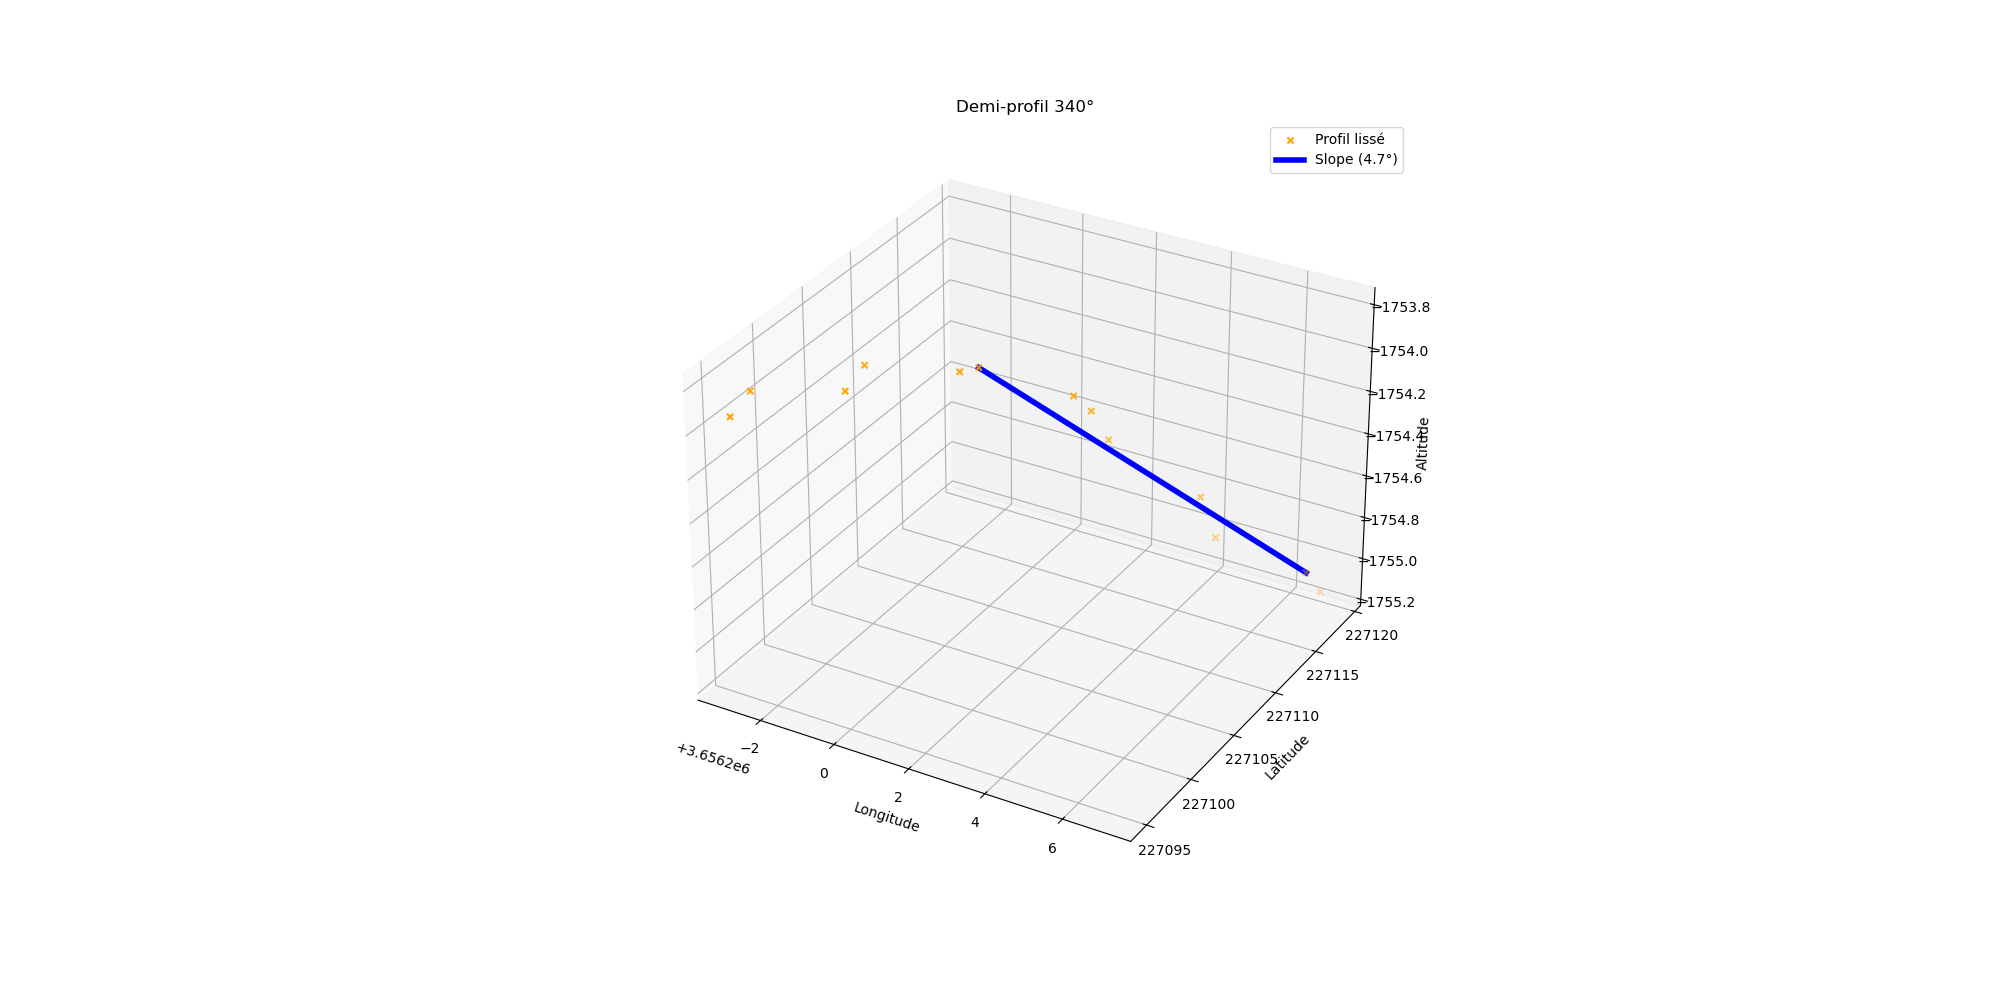 Demi-profil 340°
Profil lissé
Slope (4.7°)
−1753.8
−1754.0
−1754.2
−1754.4
−1754.6
−1754.8
−1755.0
−1755.2
Altitude
227120
227115
227110
227105
227100
227095
Latitude
+3.6562e6
−2
0
2
4
6
Longitude